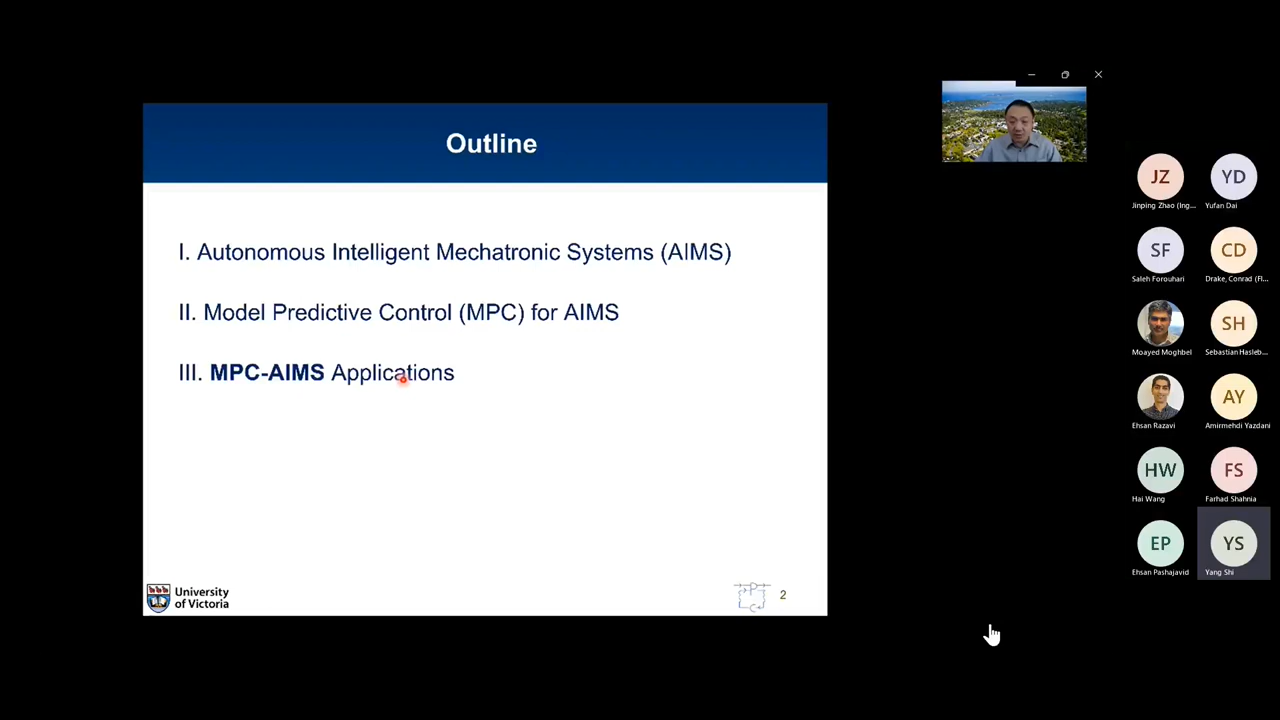 Outline
I. Autonomous Intelligent Mechatronic Systems (AIMS)
II. Model Predictive Control (MPC) for AIMS
III. MPC-AIMS Applications
University
of Victoria
P
C
2
JZ
YD
Jinping Zhao (Ing...
Yufan Dai
SF
CD
Saleh Forouhari
Drake, Conrad (Fl...
SH
Moayed Moghbel
Sebastian Hasleb...
AY
Ehsan Razavi
Amirmehdi Yazdani
HW
FS
Hai Wang
Farhad Shahnia
EP
YS
Ehsan Pashajavid
Yang Shi